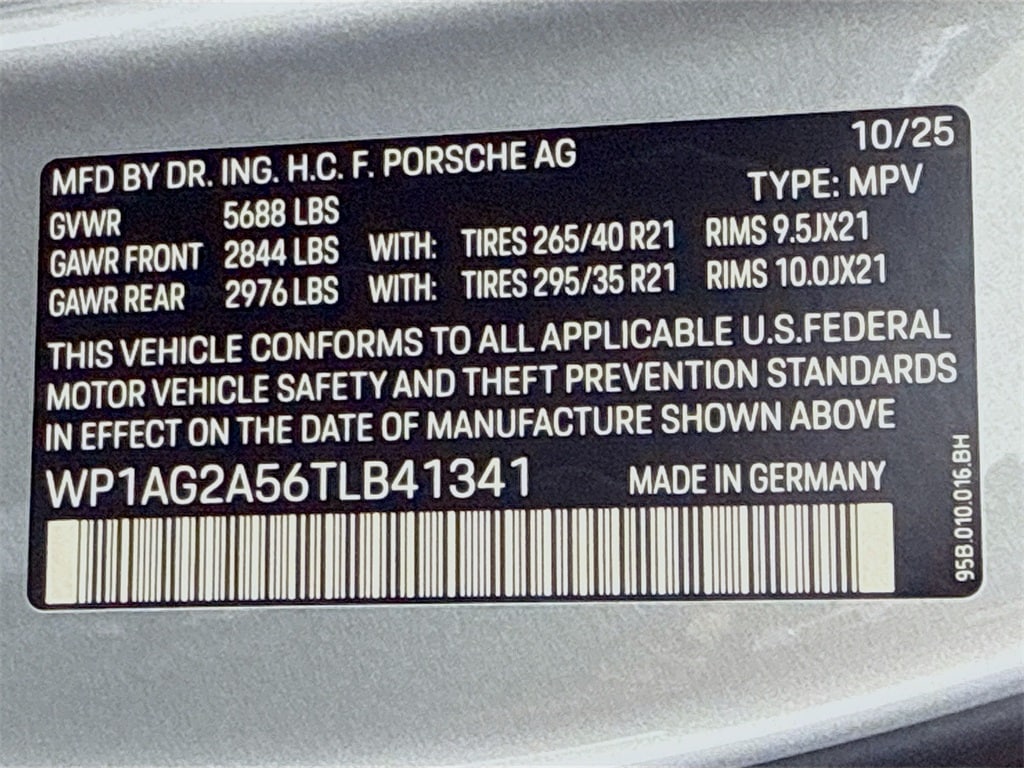 10/25
MFD BY DR. ING. H.C. F. PORSCHE AG
TYPE: MPV
GVWR 5688 LBS
GAWR FRONT 2844 LBS WITH: TIRES 265/40 R21 RIMS 9.5JX21
GAWR REAR 2976 LBS WITH: TIRES 295/35 R21 RIMS 10.0JX21
THIS VEHICLE CONFORMS TO ALL APPLICABLE U.S.FEDERAL
MOTOR VEHICLE SAFETY AND THEFT PREVENTION STANDARDS
IN EFFECT ON THE DATE OF MANUFACTURE SHOWN ABOVE
WP1AG2A56TLB41341 MADE IN GERMANY
95B.010.016.BH